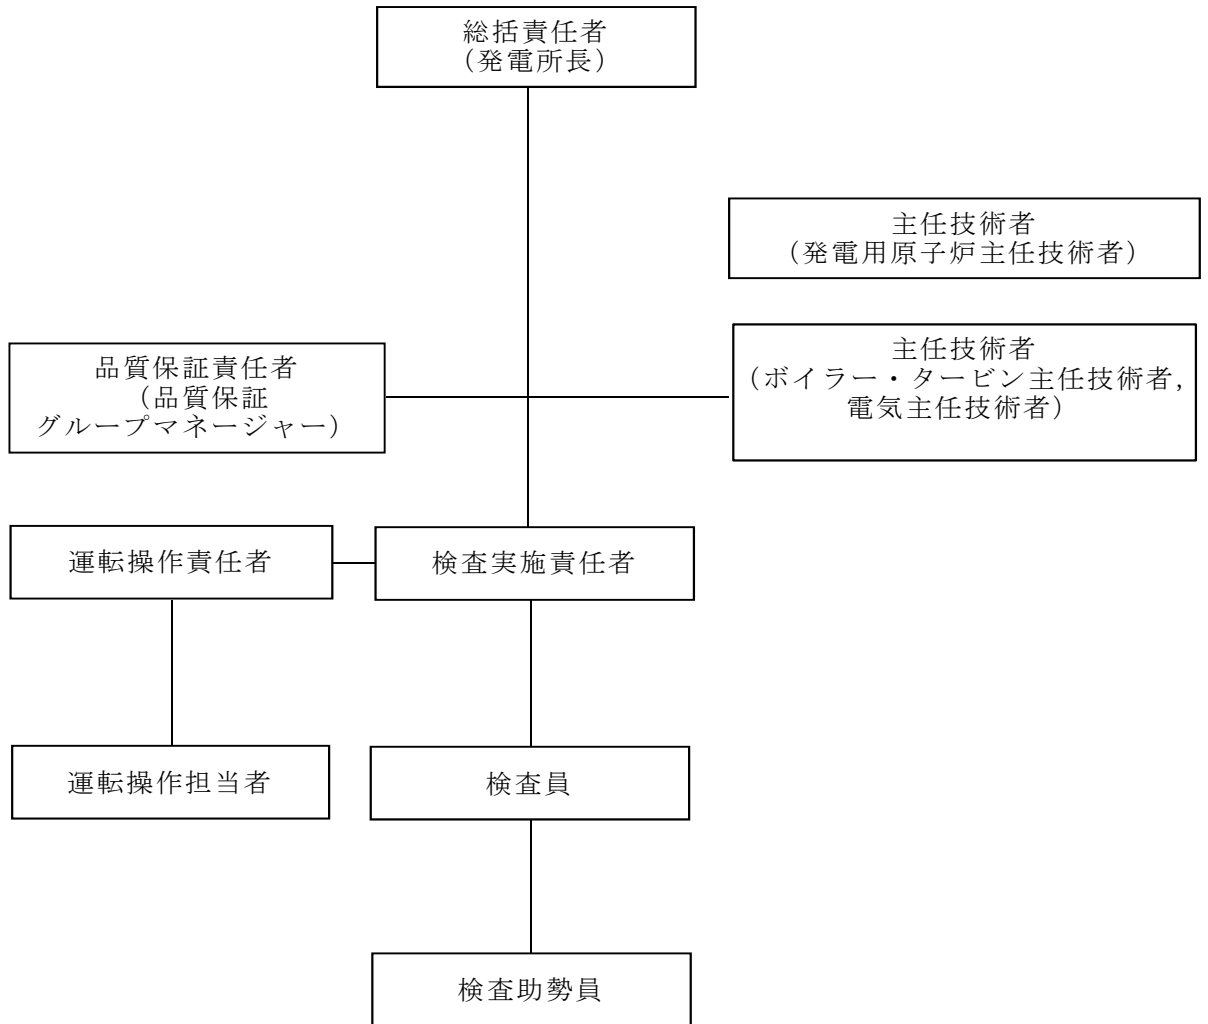 総括責任者
（発電所長）
主任技術者
（発電用原子炉主任技術者）
主任技術者
（ボイラー・タービン主任技術者,
電気主任技術者）
品質保証責任者
（品質保証
グループマネージャー）
運転操作責任者
検査実施責任者
運転操作担当者
検査員
検査助勢員